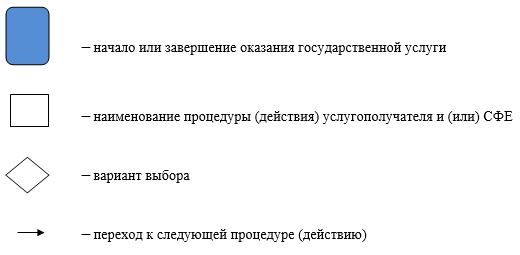 – начало или завершение оказания государственной услуги
– наименование процедуры (действия) услугополучателя и (или) СФЕ
– вариант выбора
– переход к следующей процедуре (действию)